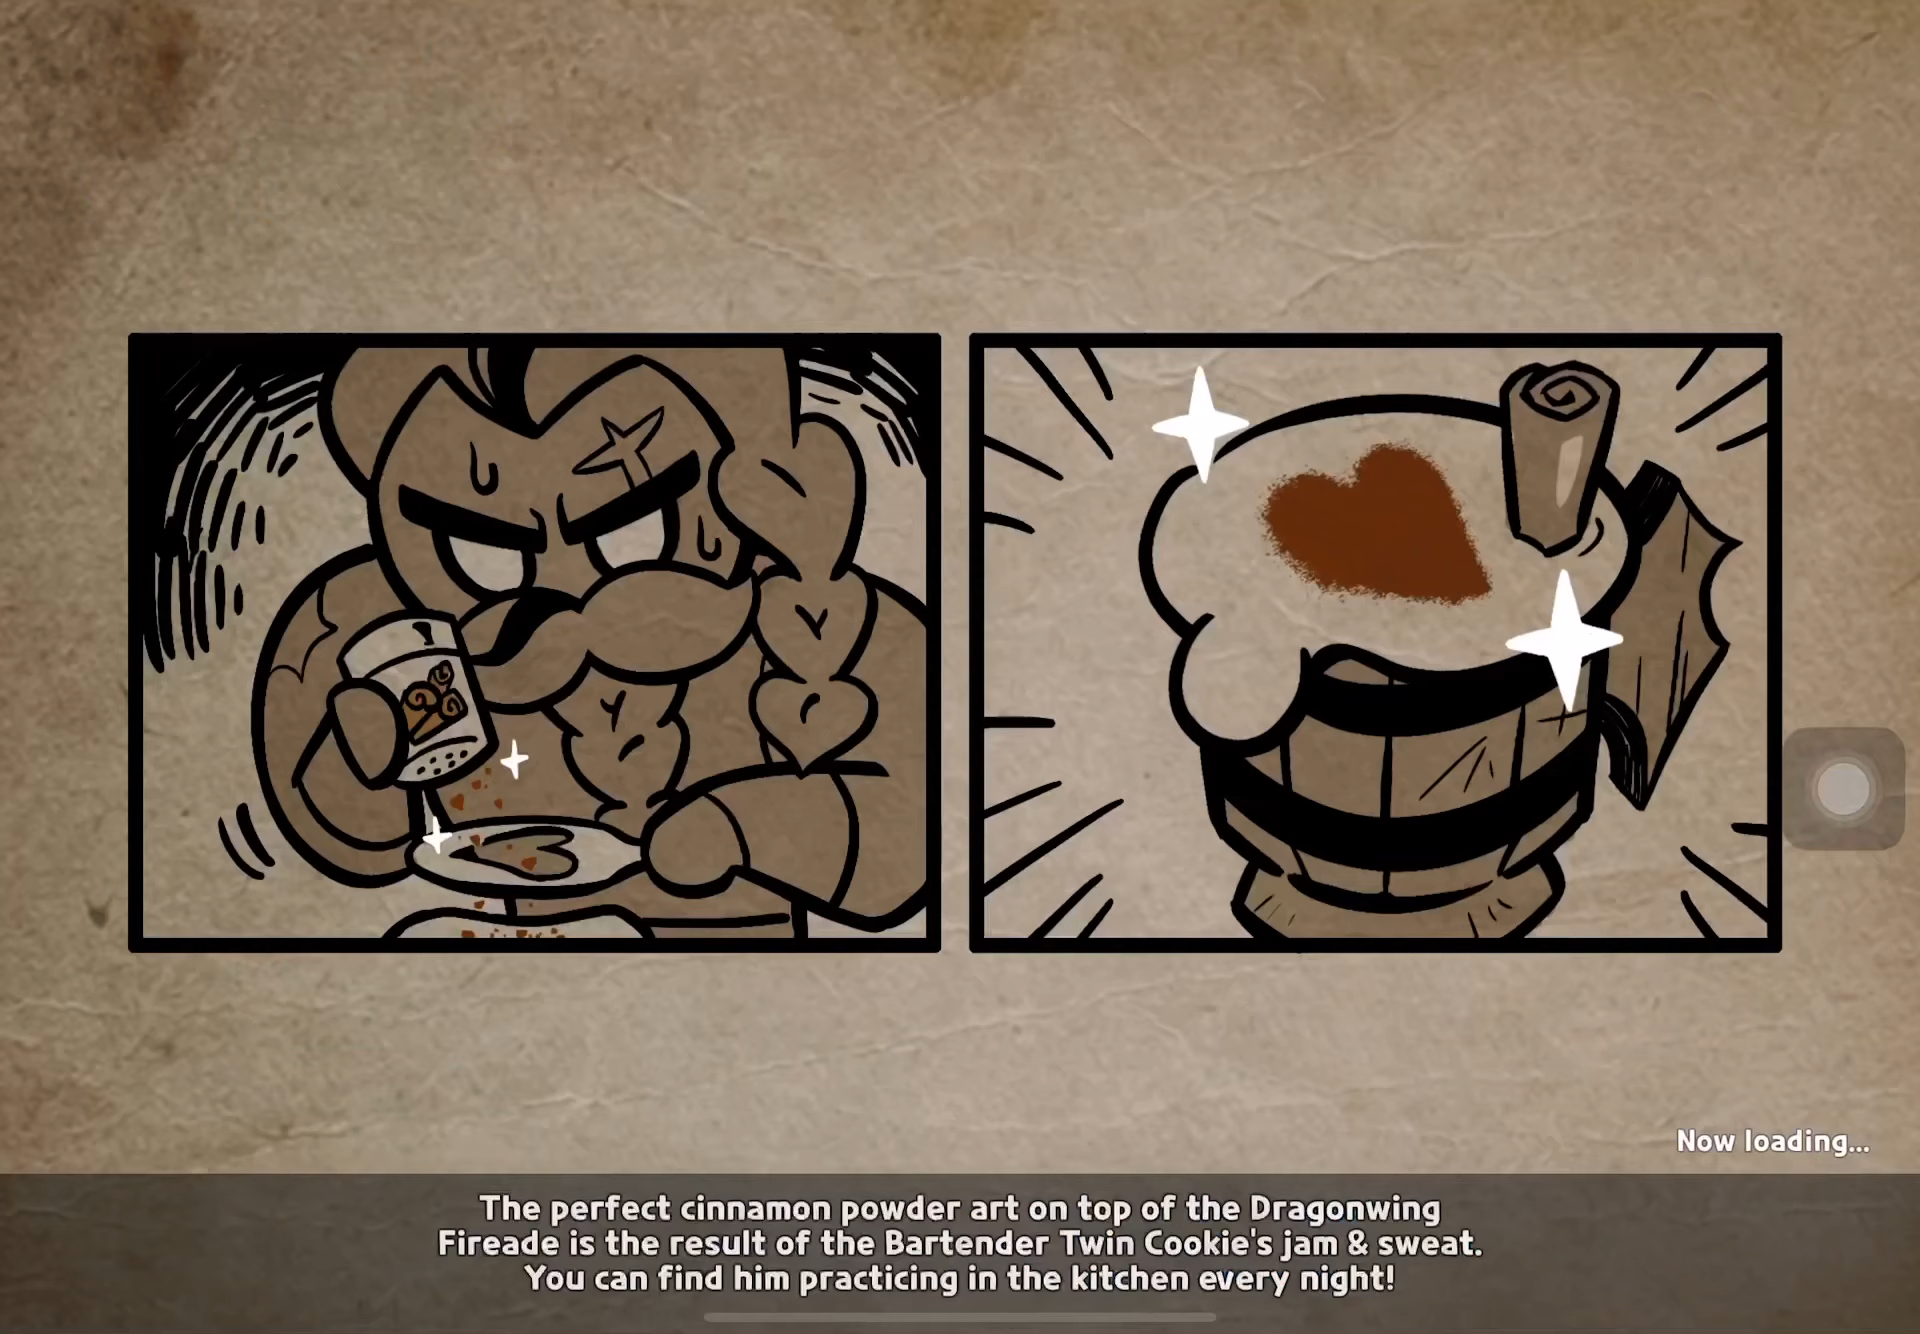 Now loading...
The perfect cinnamon powder art on top of the Dragonwing
Fireade is the result of the Bartender Twin Cookie's jam & sweat.
You can find him practicing in the kitchen every night!